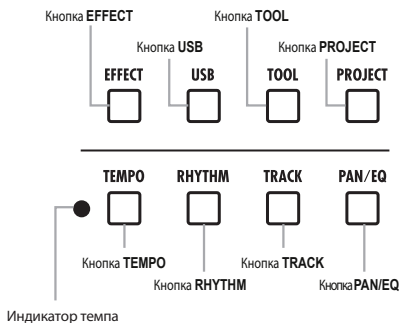 Кнопка EFFECT
Кнопка TOOL
Кнопка USB
Кнопка PROJECT
EFFECT USB TOOL PROJECT
TEMPO RHYTHM TRACK PAN/EQ
Кнопка TEMPO
Кнопка TRACK
Кнопка RHYTHM
КнопкаPAN/EQ
Индикатор темпа